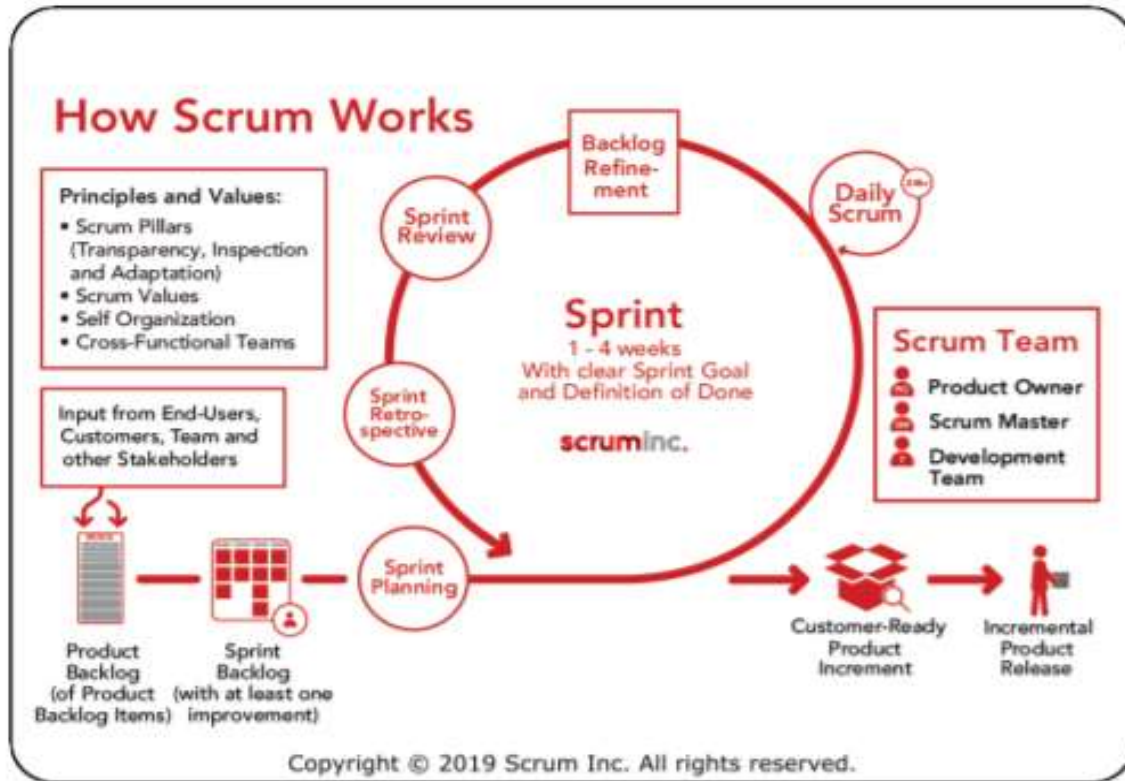 How Scrum Works
Principles and Values:
• Scrum Pillars
(Transparency, Inspection
and Adaptation)
• Scrum Values
• Self Organization
• Cross-Functional Teams
Input from End-Users,
Customers, Team and
other Stakeholders
Backlog
Refine-
ment
Daily
Scrum
Sprint
Review
Sprint
Retro-
spective
Sprint
Planning
Sprint
1 - 4 weeks
With clear Sprint Goal
and Definition of Done
scruminc.
Scrum Team
Product Owner
Scrum Master
Development
Team
Product
Backlog
(of Product
Backlog Items)
Sprint
Backlog
(with at least one
improvement)
Customer-Ready
Product
Increment
Incremental
Product
Release
Copyright © 2019 Scrum Inc. All rights reserved.